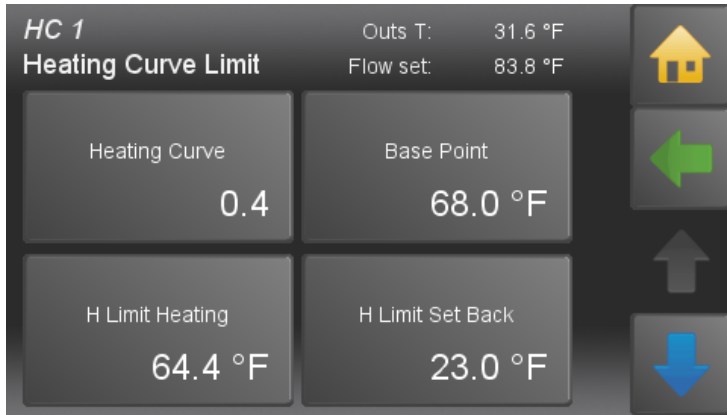 HC 1
Outs T: 31.6 °F
Heating Curve Limit
Flow set: 83.8 °F
Heating Curve
0.4
Base Point
68.0 °F
H Limit Heating
64.4 °F
H Limit Set Back
23.0 °F